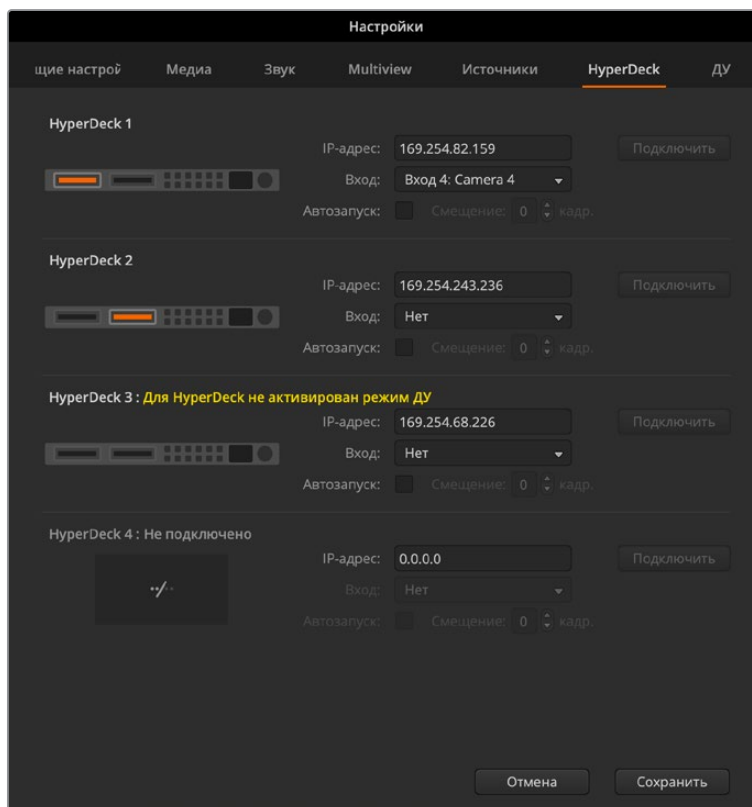 Настройки
щие настрой Медиа Звук Multiview Источники HyperDeck ДУ
HyperDeck 1
IP-адрес: 169.254.82.159 Подключить
Вход: Вход 4: Camera 4
Автозапуск: Смещение: 0 кадр.
HyperDeck 2
IP-адрес: 169.254.243.236 Подключить
Вход: Нет
Автозапуск: Смещение: 0 кадр.
HyperDeck 3 : Для HyperDeck не активирован режим ДУ
IP-адрес: 169.254.68.226 Подключить
Вход: Нет
Автозапуск: Смещение: 0 кадр.
HyperDeck 4 : Не подключено
IP-адрес: 0.0.0.0 Подключить
Вход: Нет
Автозапуск: Смещение: 0 кадр.
Отмена Сохранить